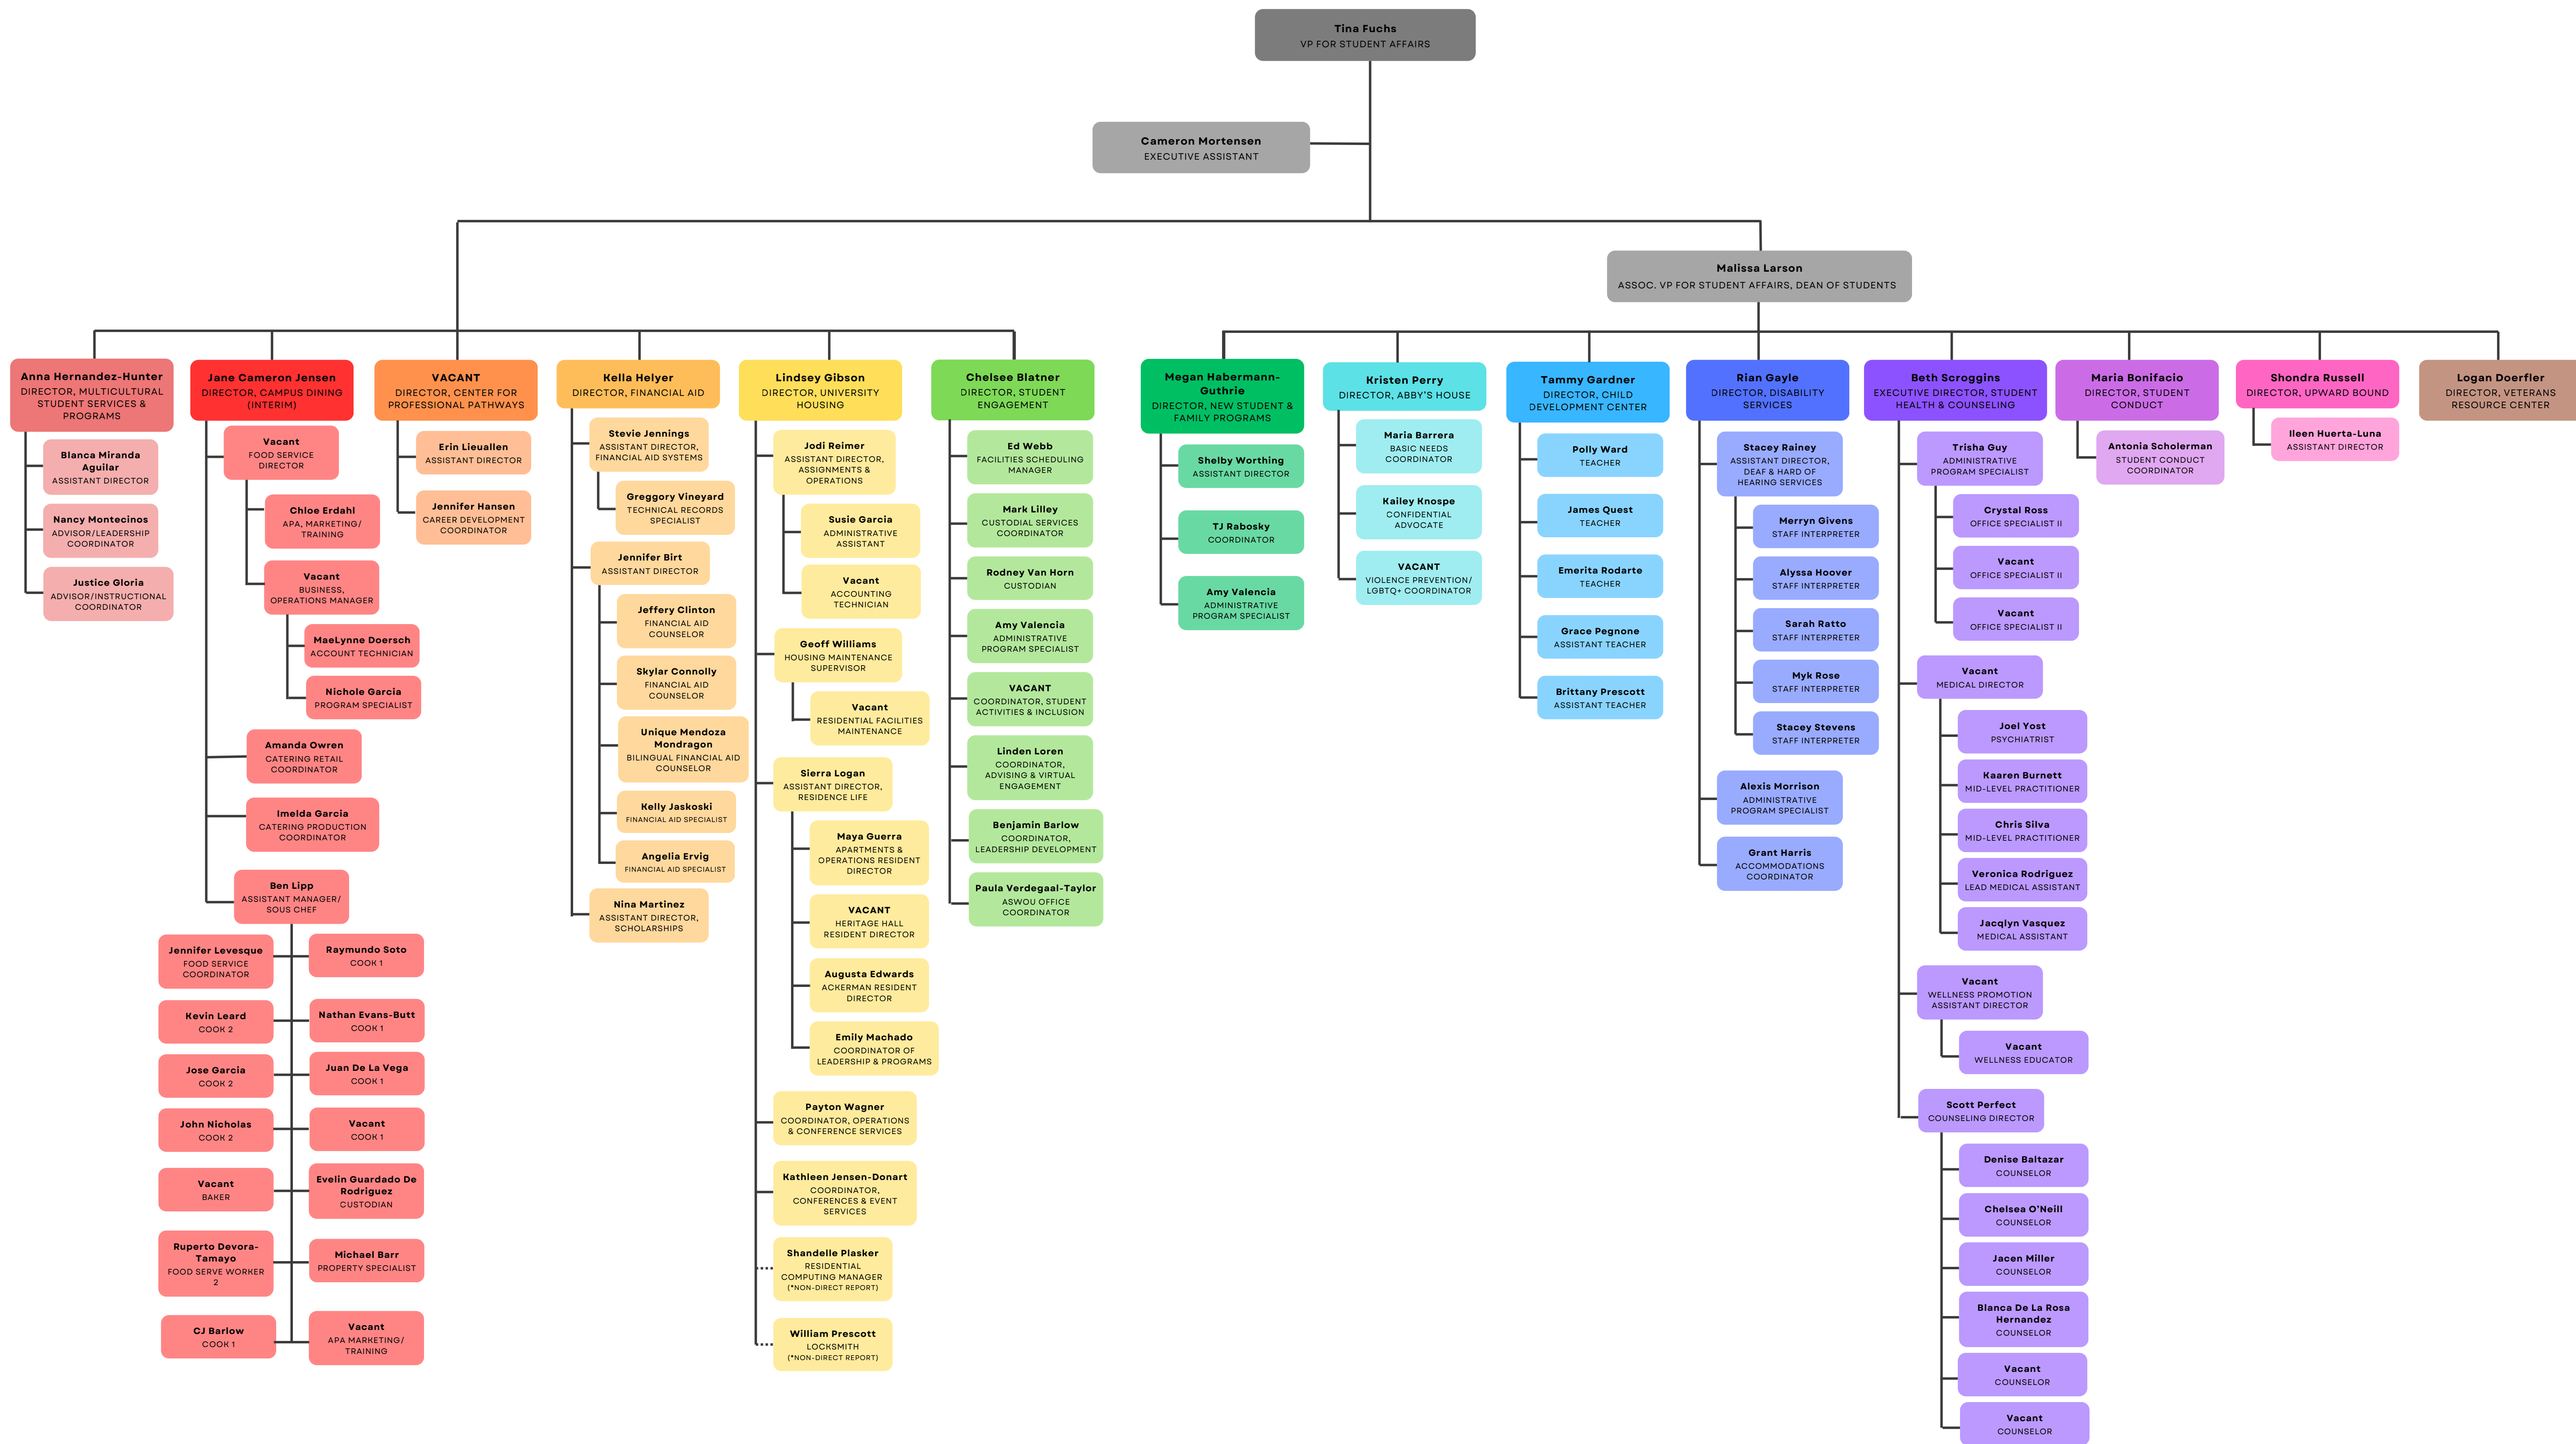 Tina Fuchs
VP FOR STUDENT AFFAIRS
Cameron Mortensen
EXECUTIVE ASSISTANT
Malissa Larson
ASSOC. VP FOR STUDENT AFFAIRS, DEAN OF STUDENTS
Anna Hernandez-Hunter
DIRECTOR, MULTICULTURAL
STUDENT SERVICES &
PROGRAMS
Blanca Miranda
Aguilar
ASSISTANT DIRECTOR
Nancy Montecinos
ADVISOR/LEADERSHIP
COORDINATOR
Justice Gloria
ADVISOR/INSTRUCTIONAL
COORDINATOR
Jane Cameron Jensen
DIRECTOR, CAMPUS DINING
(INTERIM)
Vacant
FOOD SERVICE
DIRECTOR
Chloe Erdahl
APA, MARKETING/
TRAINING
Vacant
BUSINESS,
OPERATIONS MANAGER
MaeLynne Doersch
ACCOUNT TECHNICIAN
Nichole Garcia
PROGRAM SPECIALIST
Amanda Owren
CATERING RETAIL
COORDINATOR
Imelda Garcia
CATERING PRODUCTION
COORDINATOR
Ben Lipp
ASSISTANT MANAGER/
SOUS CHEF
Jennifer Levesque
FOOD SERVICE
COORDINATOR
Raymundo Soto
COOK 1
Kevin Leard
COOK 2
Nathan Evans-Butt
COOK 1
Jose Garcia
COOK 2
Juan De La Vega
COOK 1
John Nicholas
COOK 2
Vacant
COOK 1
Vacant
BAKER
Evelin Guardado De
Rodriguez
CUSTODIAN
Ruperto Devora-
Tamayo
FOOD SERVE WORKER
2
Michael Barr
PROPERTY SPECIALIST
CJ Barlow
COOK 1
Vacant
APA MARKETING/
TRAINING
VACANT
DIRECTOR, CENTER FOR
PROFESSIONAL PATHWAYS
Erin Lieuallen
ASSISTANT DIRECTOR
Jennifer Hansen
CAREER DEVELOPMENT
COORDINATOR
Kella Helyer
DIRECTOR, FINANCIAL AID
Stevie Jennings
ASSISTANT DIRECTOR,
FINANCIAL AID SYSTEMS
Greggory Vineyard
TECHNICAL RECORDS
SPECIALIST
Jennifer Birt
ASSISTANT DIRECTOR
Jeffery Clinton
FINANCIAL AID
COUNSELOR
Skylar Connolly
FINANCIAL AID
COUNSELOR
Unique Mendoza
Mondragon
BILINGUAL FINANCIAL AID
COUNSELOR
Kelly Jaskoski
FINANCIAL AID SPECIALIST
Angelia Ervig
FINANCIAL AID SPECIALIST
Nina Martinez
ASSISTANT DIRECTOR,
SCHOLARSHIPS
Lindsey Gibson
DIRECTOR, UNIVERSITY
HOUSING
Jodi Reimer
ASSISTANT DIRECTOR,
ASSIGNMENTS &
OPERATIONS
Susie Garcia
ADMINISTRATIVE
ASSISTANT
Vacant
ACCOUNTING
TECHNICIAN
Geoff Williams
HOUSING MAINTENANCE
SUPERVISOR
Vacant
RESIDENTIAL FACILITIES
MAINTENANCE
Sierra Logan
ASSISTANT DIRECTOR,
RESIDENCE LIFE
Maya Guerra
APARTMENTS &
OPERATIONS RESIDENT
DIRECTOR
VACANT
HERITAGE HALL
RESIDENT DIRECTOR
Augusta Edwards
ACKERMAN RESIDENT
DIRECTOR
Emily Machado
COORDINATOR OF
LEADERSHIP & PROGRAMS
Payton Wagner
COORDINATOR, OPERATIONS
& CONFERENCE SERVICES
Kathleen Jensen-Donart
COORDINATOR,
CONFERENCES & EVENT
SERVICES
Shandelle Plasker
RESIDENTIAL
COMPUTING MANAGER
(*NON-DIRECT REPORT)
William Prescott
LOCKSMITH
(*NON-DIRECT REPORT)
Chelsee Blatner
DIRECTOR, STUDENT
ENGAGEMENT
Ed Webb
FACILITIES SCHEDULING
MANAGER
Mark Lilley
CUSTODIAL SERVICES
COORDINATOR
Rodney Van Horn
CUSTODIAN
Amy Valencia
ADMINISTRATIVE
PROGRAM SPECIALIST
VACANT
COORDINATOR, STUDENT
ACTIVITIES & INCLUSION
Linden Loren
COORDINATOR,
ADVISING & VIRTUAL
ENGAGEMENT
Benjamin Barlow
COORDINATOR,
LEADERSHIP DEVELOPMENT
Paula Verdegaal-Taylor
ASWOU OFFICE
COORDINATOR
Megan Habermann-
Guthrie
DIRECTOR, NEW STUDENT &
FAMILY PROGRAMS
Shelby Worthing
ASSISTANT DIRECTOR
TJ Rabosky
COORDINATOR
Amy Valencia
ADMINISTRATIVE
PROGRAM SPECIALIST
Kristen Perry
DIRECTOR, ABBY'S HOUSE
Maria Barrera
BASIC NEEDS
COORDINATOR
Kailey Knospe
CONFIDENTIAL
ADVOCATE
VACANT
VIOLENCE PREVENTION/
LGBTQ+ COORDINATOR
Tammy Gardner
DIRECTOR, CHILD
DEVELOPMENT CENTER
Polly Ward
TEACHER
James Quest
TEACHER
Emerita Rodarte
TEACHER
Grace Pegnone
ASSISTANT TEACHER
Brittany Prescott
ASSISTANT TEACHER
Rian Gayle
DIRECTOR, DISABILITY
SERVICES
Stacey Rainey
ASSISTANT DIRECTOR,
DEAF & HARD OF
HEARING SERVICES
Merryn Givens
STAFF INTERPRETER
Alyssa Hoover
STAFF INTERPRETER
Sarah Ratto
STAFF INTERPRETER
Myk Rose
STAFF INTERPRETER
Stacey Stevens
STAFF INTERPRETER
Alexis Morrison
ADMINISTRATIVE
PROGRAM SPECIALIST
Grant Harris
ACCOMMODATIONS
COORDINATOR
Beth Scroggins
EXECUTIVE DIRECTOR, STUDENT
HEALTH & COUNSELING
Trisha Guy
ADMINISTRATIVE
PROGRAM SPECIALIST
Crystal Ross
OFFICE SPECIALIST II
Vacant
OFFICE SPECIALIST II
Vacant
OFFICE SPECIALIST II
Vacant
MEDICAL DIRECTOR
Joel Yost
PSYCHIATRIST
Kaaren Burnett
MID-LEVEL PRACTITIONER
Chris Silva
MID-LEVEL PRACTITIONER
Veronica Rodriguez
LEAD MEDICAL ASSISTANT
Jacqlyn Vasquez
MEDICAL ASSISTANT
Vacant
WELLNESS PROMOTION
ASSISTANT DIRECTOR
Vacant
WELLNESS EDUCATOR
Scott Perfect
COUNSELING DIRECTOR
Denise Baltazar
COUNSELOR
Chelsea O'Neill
COUNSELOR
Jacen Miller
COUNSELOR
Blanca De La Rosa
Hernandez
COUNSELOR
Vacant
COUNSELOR
Vacant
COUNSELOR
Maria Bonifacio
DIRECTOR, STUDENT
CONDUCT
Antonia Scholerman
STUDENT CONDUCT
COORDINATOR
Shondra Russell
DIRECTOR, UPWARD BOUND
Ileen Huerta-Luna
ASSISTANT DIRECTOR
Logan Doerfler
DIRECTOR, VETERANS
RESOURCE CENTER